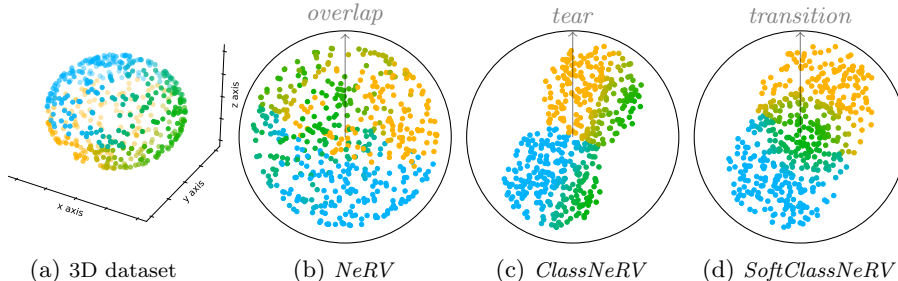 overlap
tear
transition
x axis
y axis
z axis
(a) 3D dataset
(b) NeRV
(c) ClassNeRV
(d) SoftClassNeRV